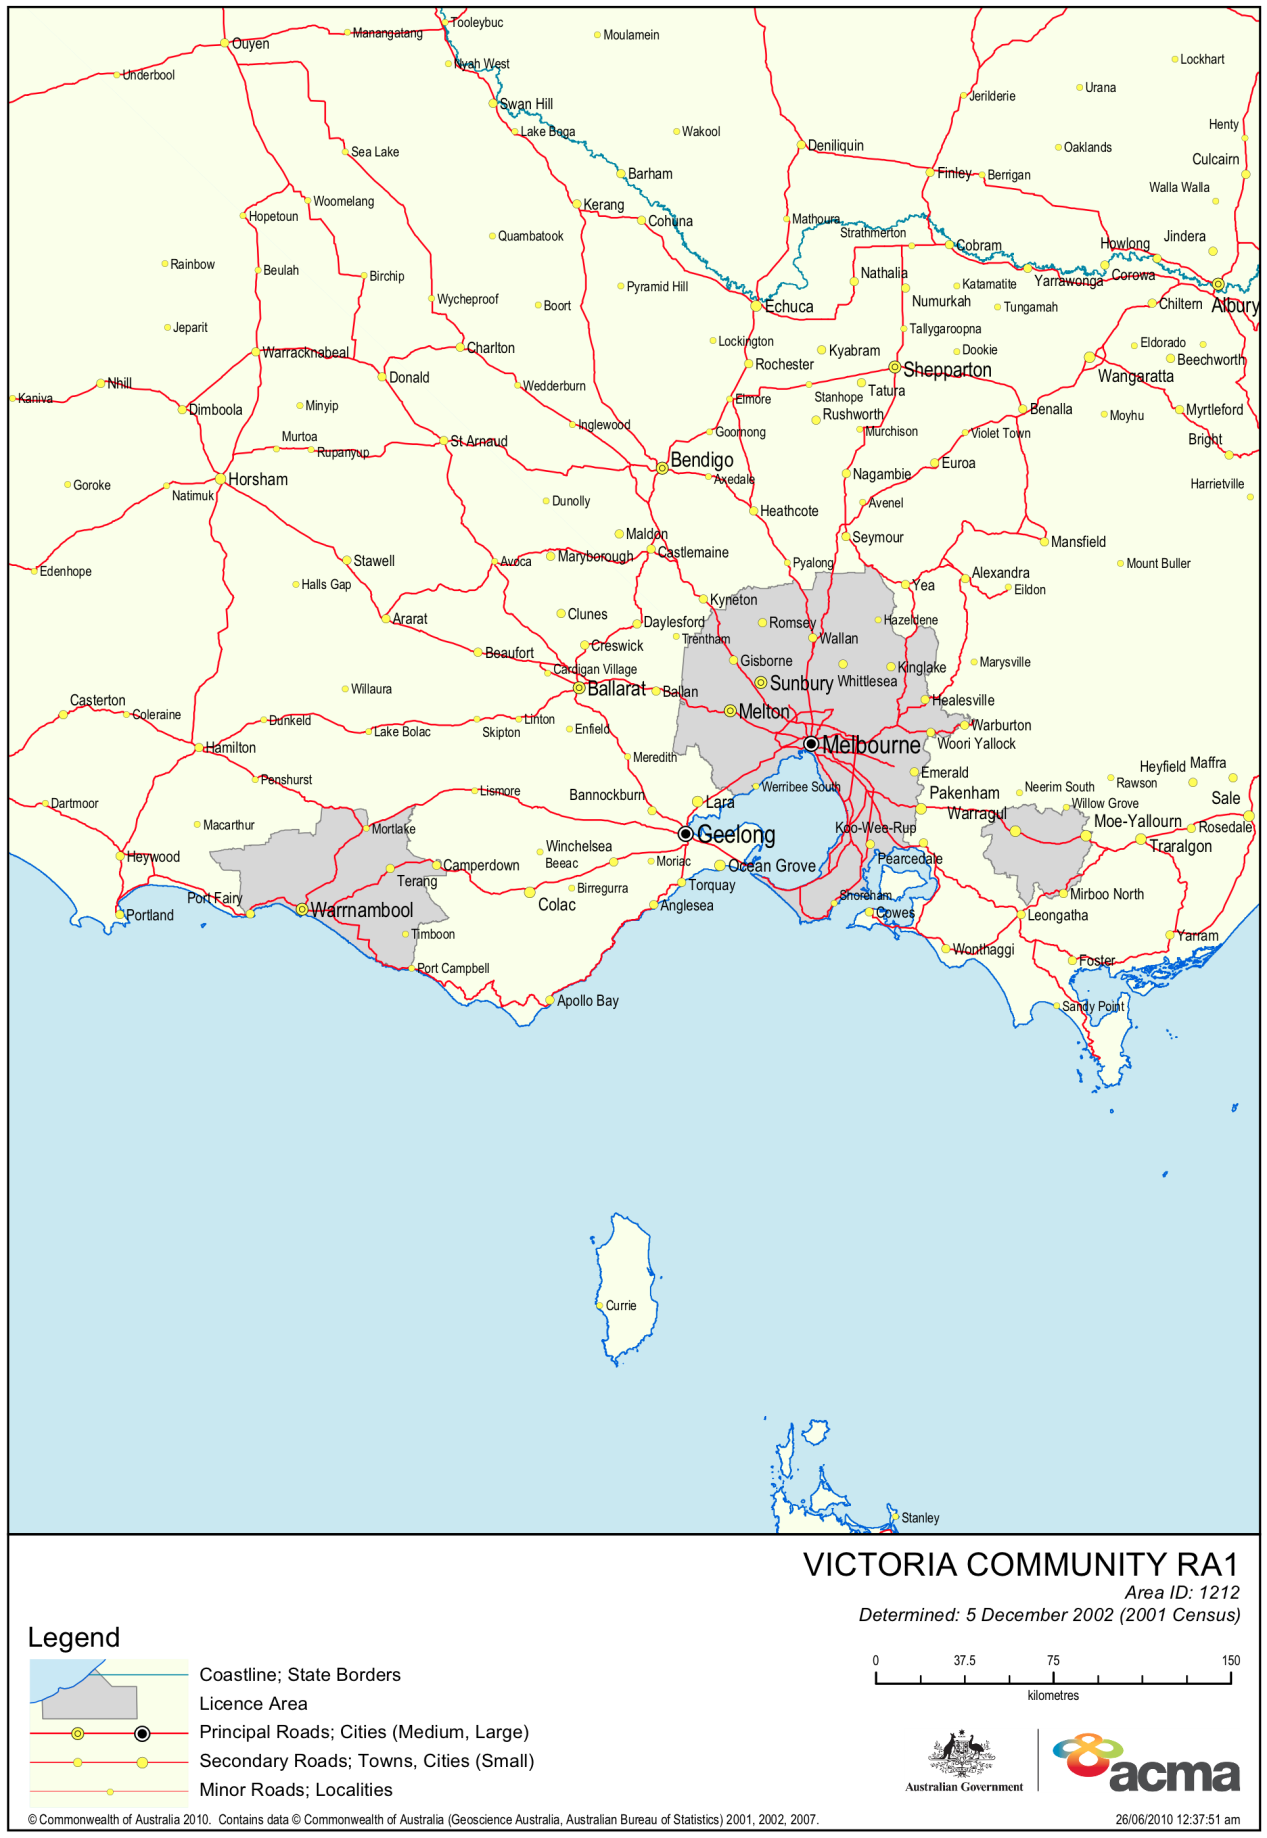 Tooleybuc
Manangatang
Moulamein
Ouyen
Lockhart
Nyah West
Underbool
Urana
Jerilderie
Swan Hill
Henty
Lake Boga
Wakool
Deniliquin
Oaklands
Sea Lake
Culcairn
Barham
Finley
Berrigan
Walla Walla
Woomelang
Kerang
Hopetoun
Cohuna
Mathoura
Strathmerton
Quambatook
Jindera
Howlong
Cobram
Rainbow
Beulah
Birchip
Nathalia
Corowa
Yarrawonga
Pyramid Hill
Katamatite
Wycheproof
Boort
Echuca
Numurkah
Tungamah
Chiltern
Albury
Jeparit
Tallygaroopna
Lockington
Eldorado
Charlton
Kyabram
Dookie
Warracknabeal
Beechworth
Rochester
Shepparton
Wangaratta
Donald
Nhill
Wedderburn
Tatura
Kaniva
Elmore
Stanhope
Minyip
Dimboola
Rushworth
Benalla
Moyhu
Myrtleford
Inglewood
Goornong
Murchison
Violet Town
Murtoa
Bright
St Arnaud
Rupanyup
Bendigo
Euroa
Nagambie
Horsham
Axedale
Goroke
Harrietville
Natimuk
Dunolly
Avenel
Heathcote
Maldon
Seymour
Mansfield
Castlemaine
Maryborough
Stawell
Avoca
Pyalong
Mount Buller
Edenhope
Alexandra
Halls Gap
Yea
Eildon
Kyneton
Clunes
Ararat
Daylesford
Romsey
Hazeldene
Trentham
Wallan
Creswick
Beaufort
Gisborne
Marysville
Cardigan Village
Kinglake
Whittlesea
Sunbury
Willaura
Ballarat
Ballan
Casterton
Healesville
Melton
Coleraine
Dunkeld
Linton
Warburton
Enfield
Lake Bolac
Skipton
Melbourne
Woori Yallock
Hamilton
Meredith
Heyfield
Maffra
Emerald
Penshurst
Rawson
Werribee South
Neerim South
Lismore
Bannockburn
Pakenham
Sale
Dartmoor
Lara
Willow Grove
Warragul
Macarthur
Mortlake
Koo-Wee-Rup
Moe-Yallourn
Rosedale
Geelong
Winchelsea
Traralgon
Heywood
Beeac
Moriac
Pearcedale
Camperdown
Ocean Grove
Terang
Torquay
Birregurra
Mirboo North
Port Fairy
Shoreham
Colac
Anglesea
Warrnambool
Cowes
Portland
Leongatha
Timboon
Yarram
Worthaggi
Foster
Port Campbell
Apollo Bay
Sandy Point
Currie
Stanley
VICTORIA COMMUNITY RA1
Area ID: 1212
Determined: 5 December 2002 (2001 Census)
Legend
Coastline; State Borders
Licence Area
Principal Roads; Cities (Medium, Large)
Secondary Roads; Towns, Cities (Small)
Minor Roads; Localities
0 37.5 75 150
kilometres
Australian Government
acma
© Commonwealth of Australia 2010. Contains data © Commonwealth of Australia (Geoscience Australia, Australian Bureau of Statistics) 2001, 2002, 2007.
26/06/2010 12:37:51 am